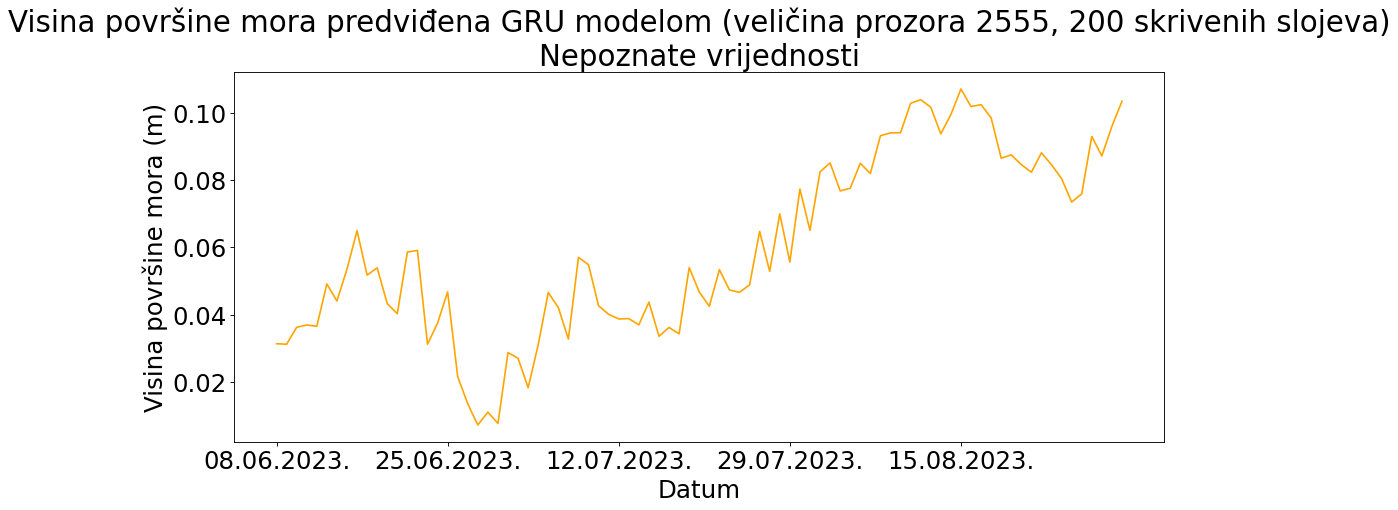 Visina površine mora predviđena GRU modelom (veličina prozora 2555, 200 skrivenih slojeva)
Nepoznate vrijednosti
Visina površine mora (m)
0.10
0.08
0.06
0.04
0.02
08.06.2023. 25.06.2023. 12.07.2023. 29.07.2023. 15.08.2023.
Datum